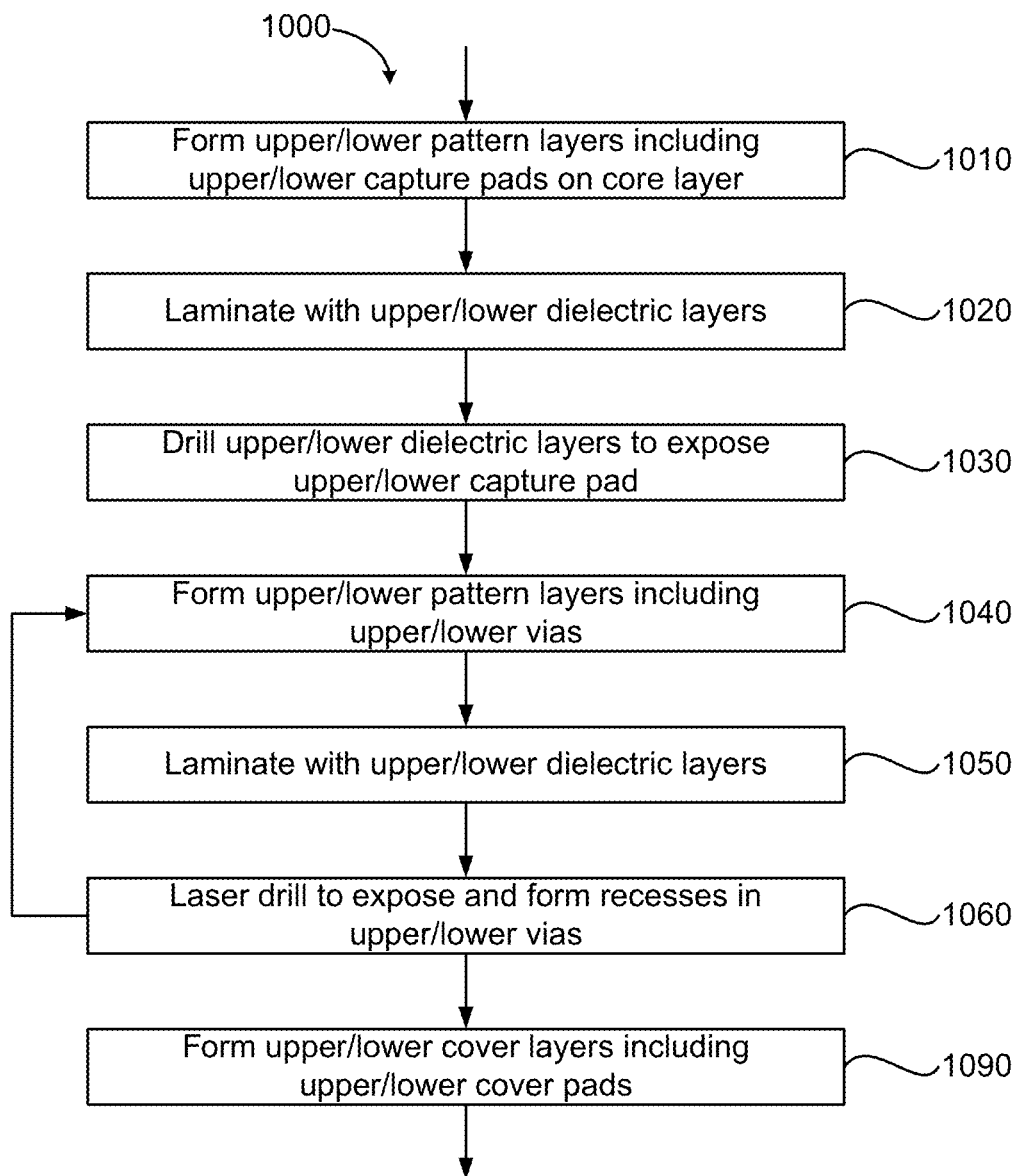 1000
Form upper/lower pattern layers including
upper/lower capture pads on core layer
1010
Laminate with upper/lower dielectric layers
1020
Drill upper/lower dielectric layers to expose
upper/lower capture pad
1030
Form upper/lower pattern layers including
upper/lower vias
1040
Laminate with upper/lower dielectric layers
1050
Laser drill to expose and form recesses in
upper/lower vias
1060
Form upper/lower cover layers including
upper/lower cover pads
1090